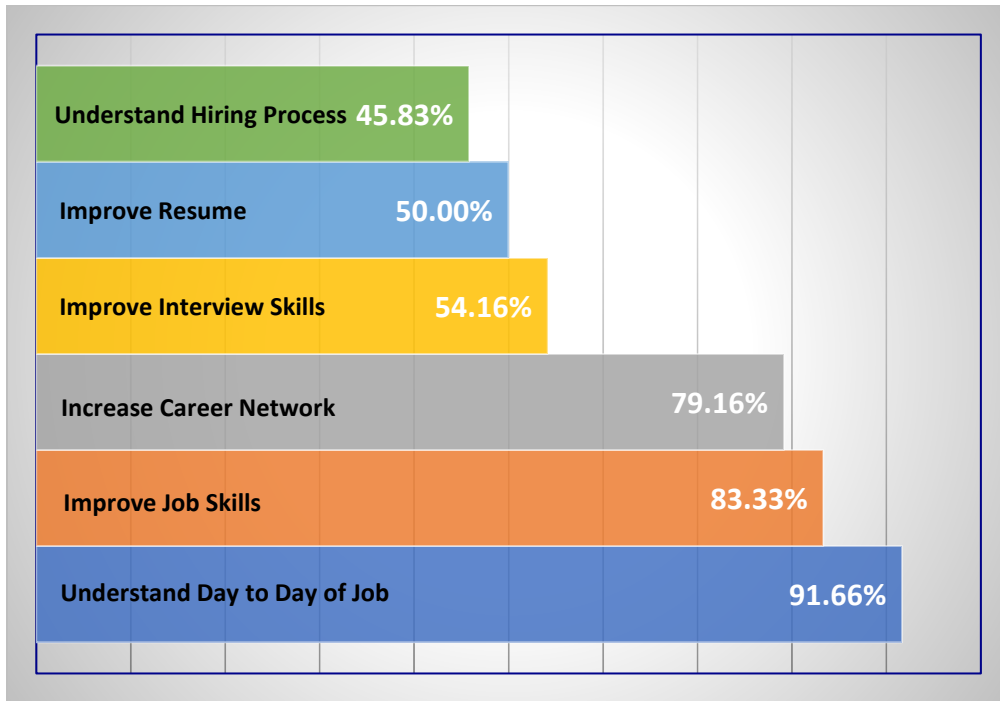 Understand Hiring Process 45.83%
Improve Resume 50.00%
Improve Interview Skills 54.16%
Increase Career Network 79.16%
Improve Job Skills 83.33%
Understand Day to Day of Job 91.66%